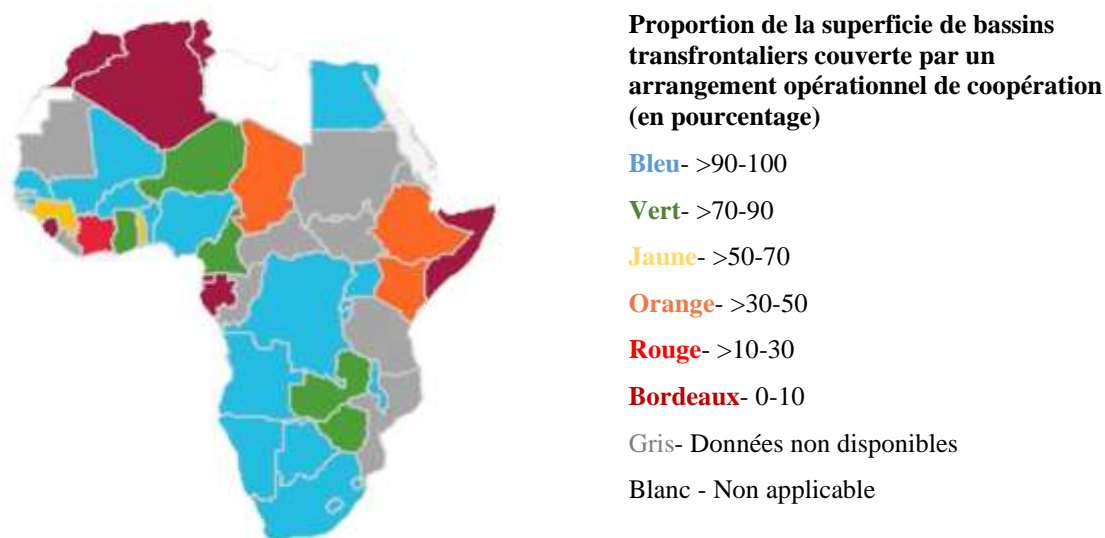 Proportion de la superficie de bassins
transfrontaliers couverte par un
arrangement opérationnel de coopération
(en pourcentage)
Bleu- >90-100
Vert- >70-90
Jaune- >50-70
Orange- >30-50
Rouge- >10-30
Bordeaux- 0-10
Gris- Données non disponibles
Blanc - Non applicable